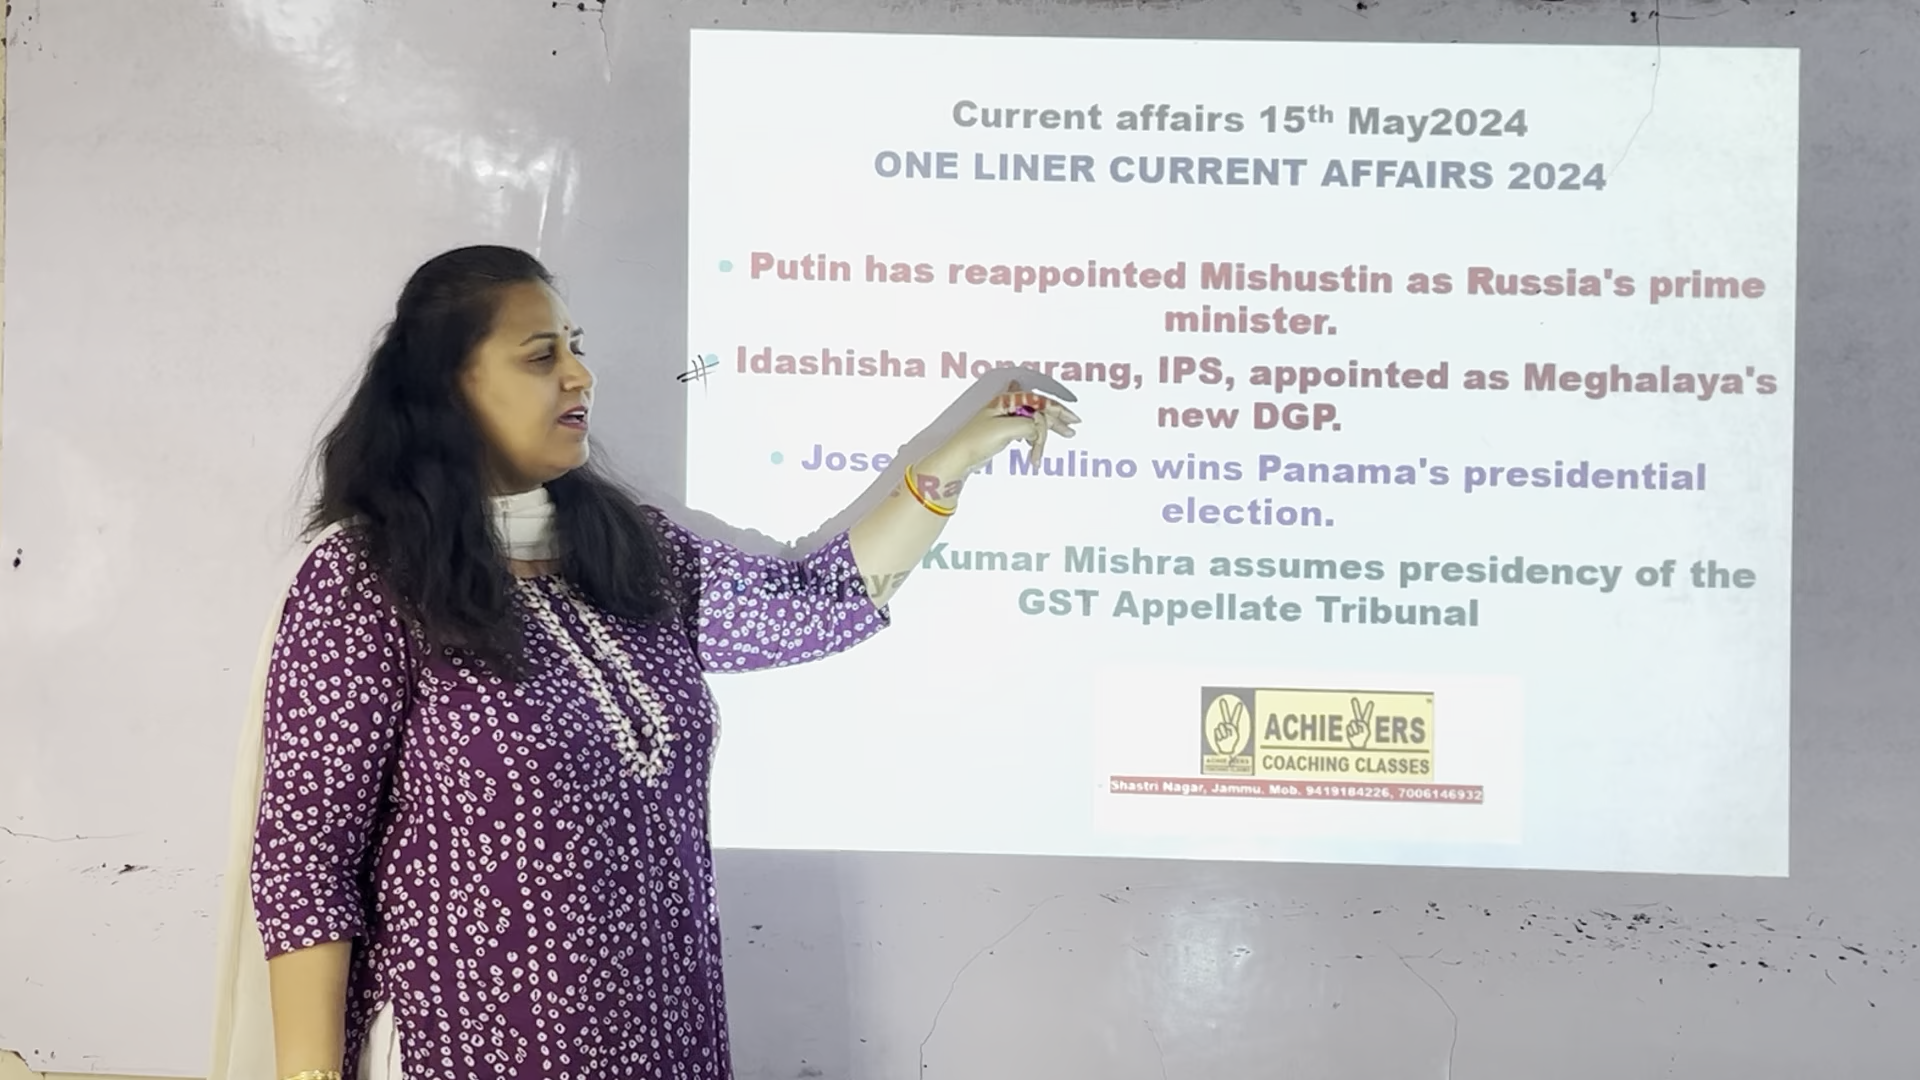 Current affairs 15th May2024
ONE LINER CURRENT AFFAIRS 2024
• Putin has reappointed Mishustin as Russia's prime
minister.
• Idashisha Nongrang, IPS, appointed as Meghalaya's
new DGP.
• Jose Mulino wins Panama's presidential
election.
Kumar Mishra assumes presidency of the
GST Appellate Tribunal
ACHIEVERS
COACHING CLASSES
Shastri Nagar, Jammu. Mob. 9419184226, 7006146932